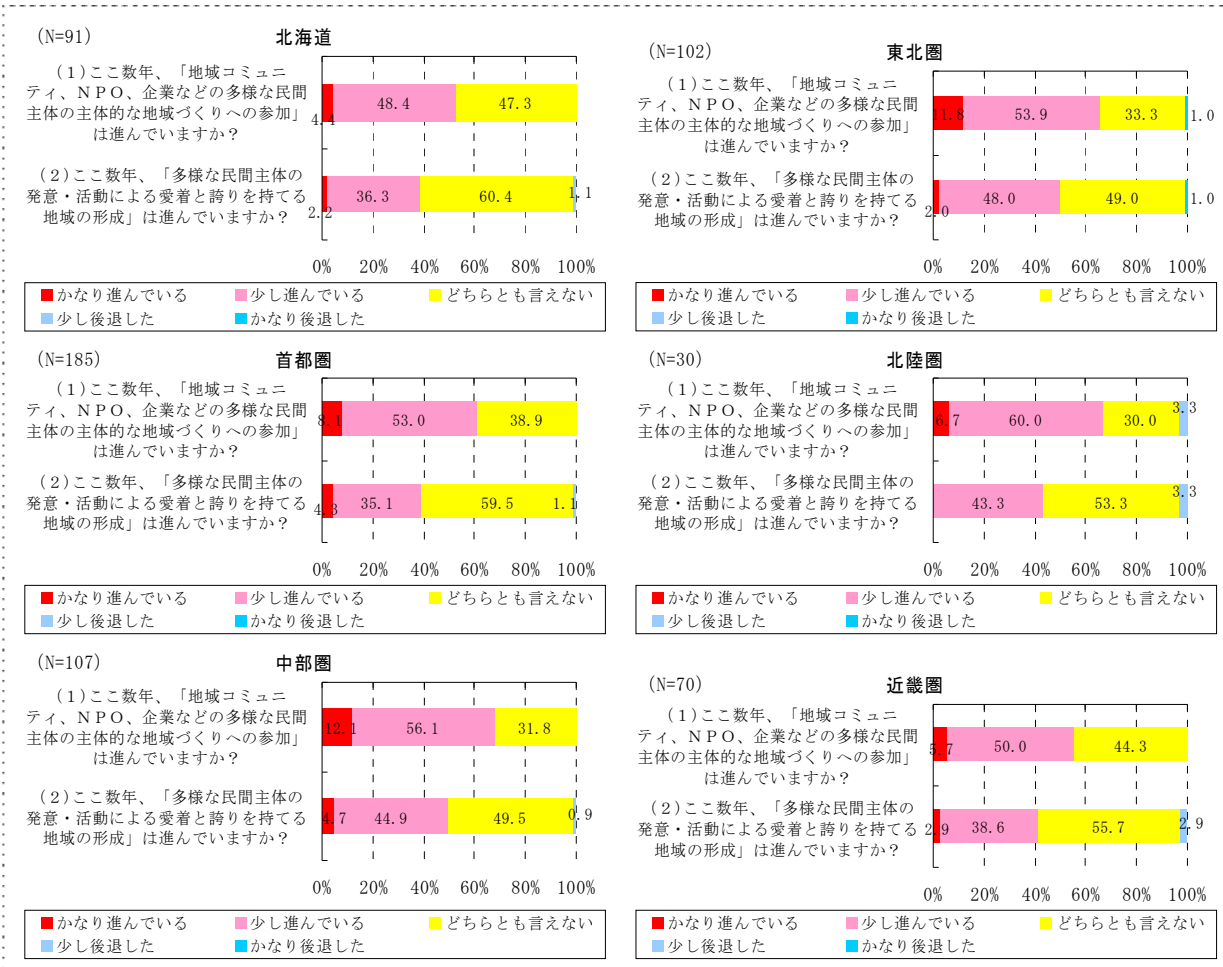 (N=91)
北海道
(1)ここ数年、「地域コミュニ
ティ、NPO、企業などの多様な民間
主体の主体的な地域づくりへの参加」
は進んでいますか？
4.4
48.4
47.3
(2)ここ数年、「多様な民間主体の
発意・活動による愛着と誇りを持てる
地域の形成」は進んでいますか？
2.2
36.3
60.4
1.1
0% 20% 40% 60% 80% 100%
かなり進んでいる 少し進んでいる どちらとも言えない
少し後退した かなり後退した
(N=102)
東北圏
(1)ここ数年、「地域コミュニ
ティ、NPO、企業などの多様な民間
主体の主体的な地域づくりへの参加」
は進んでいますか？
11.8
53.9
33.3
1.0
(2)ここ数年、「多様な民間主体の
発意・活動による愛着と誇りを持てる
地域の形成」は進んでいますか？
2.0
48.0
49.0
1.0
0% 20% 40% 60% 80% 100%
かなり進んでいる 少し進んでいる どちらとも言えない
少し後退した かなり後退した
(N=185)
首都圏
(1)ここ数年、「地域コミュニ
ティ、NPO、企業などの多様な民間
主体の主体的な地域づくりへの参加」
は進んでいますか？
8.1
53.0
38.9
(2)ここ数年、「多様な民間主体の
発意・活動による愛着と誇りを持てる
地域の形成」は進んでいますか？
4.3
35.1
59.5
1.1
0% 20% 40% 60% 80% 100%
かなり進んでいる 少し進んでいる どちらとも言えない
少し後退した かなり後退した
(N=30)
北陸圏
(1)ここ数年、「地域コミュニ
ティ、NPO、企業などの多様な民間
主体の主体的な地域づくりへの参加」
は進んでいますか？
6.7
60.0
30.0
3.3
(2)ここ数年、「多様な民間主体の
発意・活動による愛着と誇りを持てる
地域の形成」は進んでいますか？
43.3
53.3
3.3
0% 20% 40% 60% 80% 100%
かなり進んでいる 少し進んでいる どちらとも言えない
少し後退した かなり後退した
(N=107)
中部圏
(1)ここ数年、「地域コミュニ
ティ、NPO、企業などの多様な民間
主体の主体的な地域づくりへの参加」
は進んでいますか？
12.1
56.1
31.8
(2)ここ数年、「多様な民間主体の
発意・活動による愛着と誇りを持てる
地域の形成」は進んでいますか？
4.7
44.9
49.5
0.9
0% 20% 40% 60% 80% 100%
かなり進んでいる 少し進んでいる どちらとも言えない
少し後退した かなり後退した
(N=70)
近畿圏
(1)ここ数年、「地域コミュニ
ティ、NPO、企業などの多様な民間
主体の主体的な地域づくりへの参加」
は進んでいますか？
5.7
50.0
44.3
(2)ここ数年、「多様な民間主体の
発意・活動による愛着と誇りを持てる
地域の形成」は進んでいますか？
2.9
38.6
55.7
2.9
0% 20% 40% 60% 80% 100%
かなり進んでいる 少し進んでいる どちらとも言えない
少し後退した かなり後退した